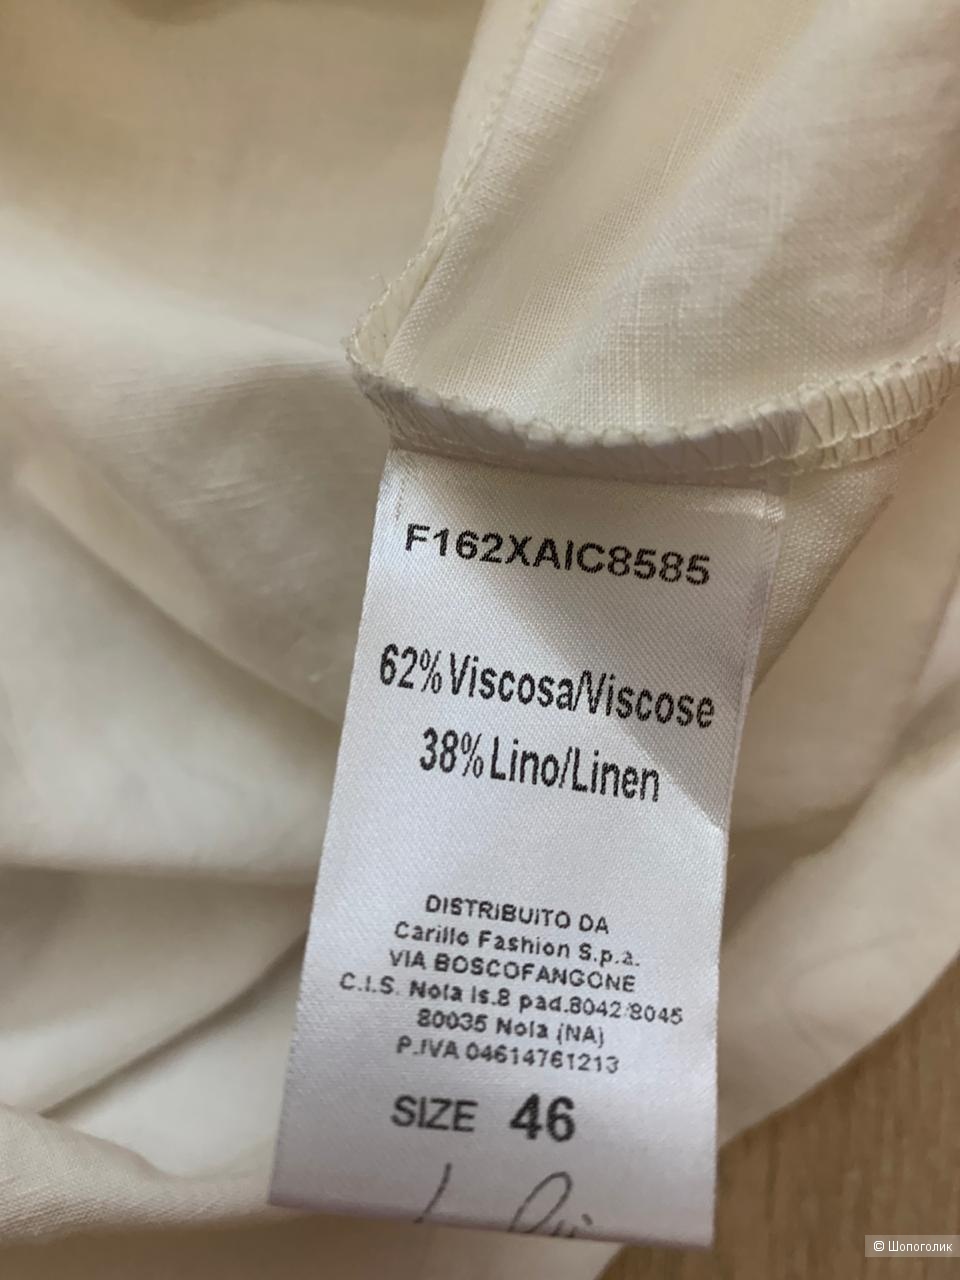 F162XAIC8585
62% Viscosa/Viscose
38% Lino/Linen
DISTRIBUITO DA
Carillo Fashion S.p.a.
VIA BOSCOFANGONE
C.I.S. Nola Is.8 pad.8042/8045
80035 Nola (NA)
P.IVA 04614761213
SIZE 46
© Шопоголик